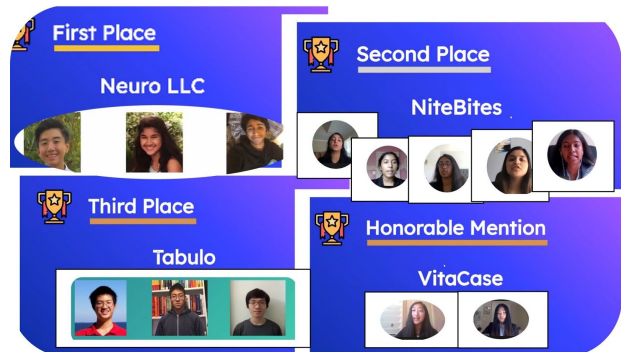 First Place
Neuro LLC
Second Place
NiteBites
Third Place
Tabulo
Honorable Mention
VitaCase